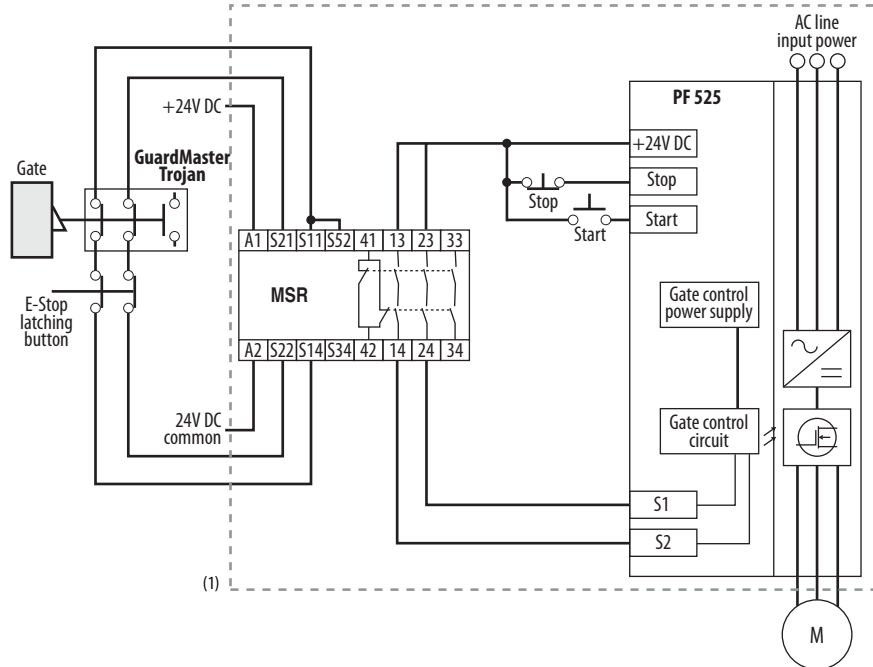 AC line
input power
PF 525
+24V DC
+24V DC
Stop
Start
Stop
Start
Gate
GuardMaster
Trojan
A1 S21 S11 S52 41 13 23 33
MSR
A2 S22 S14 S34 42 14 24 34
E-Stop
latching
button
24V DC
common
Gate control
power supply
Gate control
circuit
S1
S2
(1)
M